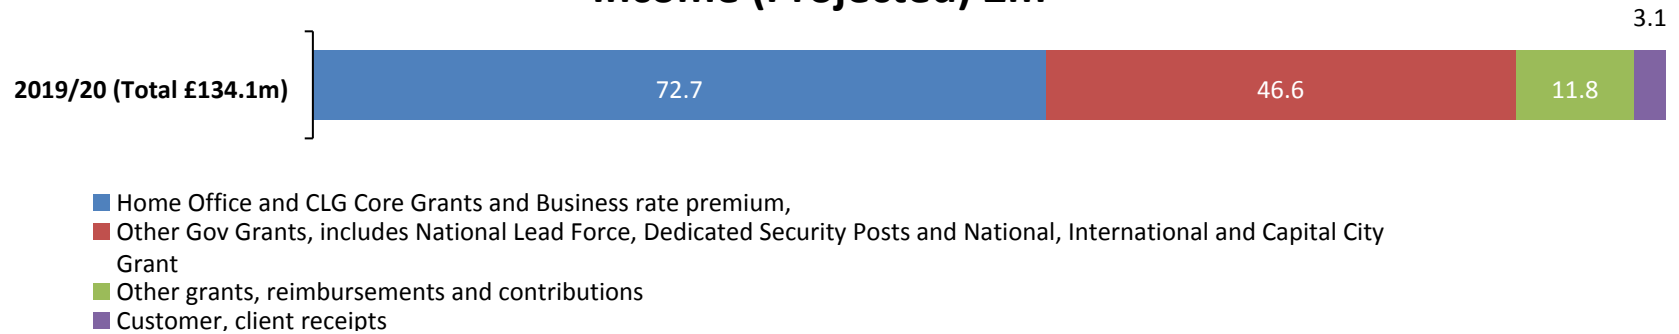 Income (Projected) £m
3.1
2019/20 (Total £134.1m)
72.7
46.6
11.8
Home Office and CLG Core Grants and Business rate premium,
Other Gov Grants, includes National Lead Force, Dedicated Security Posts and National, International and Capital City
Grant
Other grants, reimbursements and contributions
Customer, client receipts